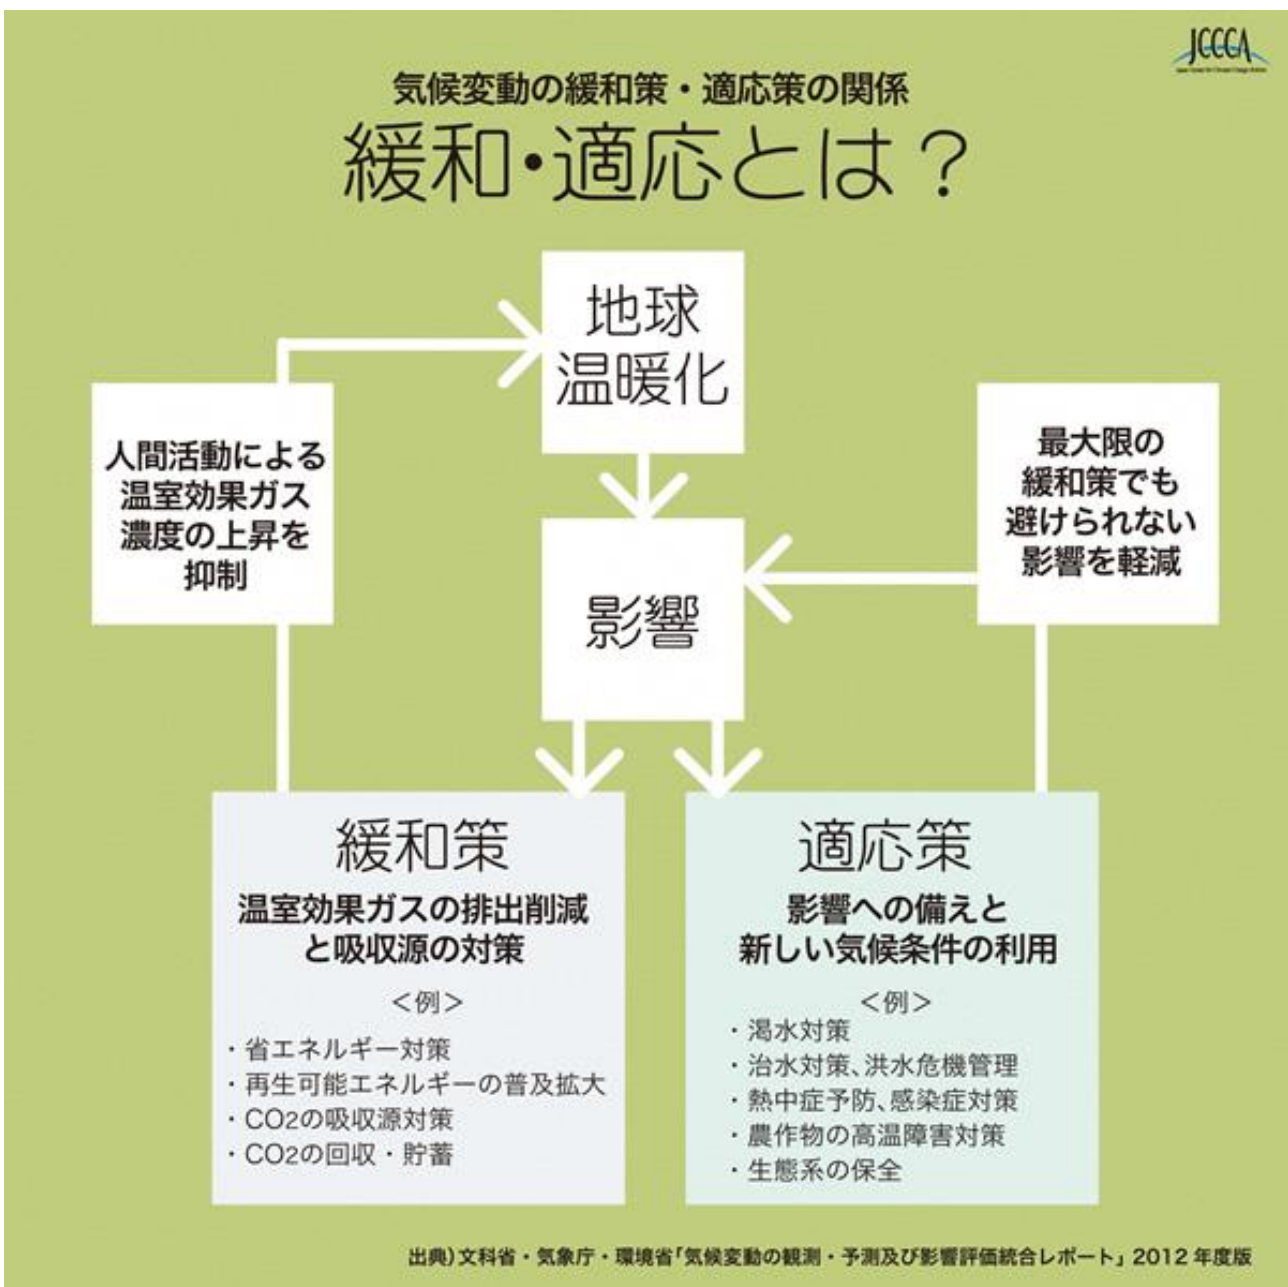 JCCCA
気候変動の緩和策・適応策の関係
緩和・適応とは？
地球
温暖化
人間活動による
温室効果ガス
濃度の上昇を
抑制
最大限の
緩和策でも
避けられない
影響を軽減
影響
緩和策
温室効果ガスの排出削減
と吸収源の対策
＜例＞
・省エネルギー対策
・再生可能エネルギーの普及拡大
・CO2の吸収源対策
・CO2の回収・貯蓄
適応策
影響への備えと
新しい気候条件の利用
＜例＞
・渇水対策
・治水対策、洪水危機管理
・熱中症予防、感染症対策
・農作物の高温障害対策
・生態系の保全
出典）文科省・気象庁・環境省「気候変動の観測・予測及び影響評価統合レポート」2012年度版